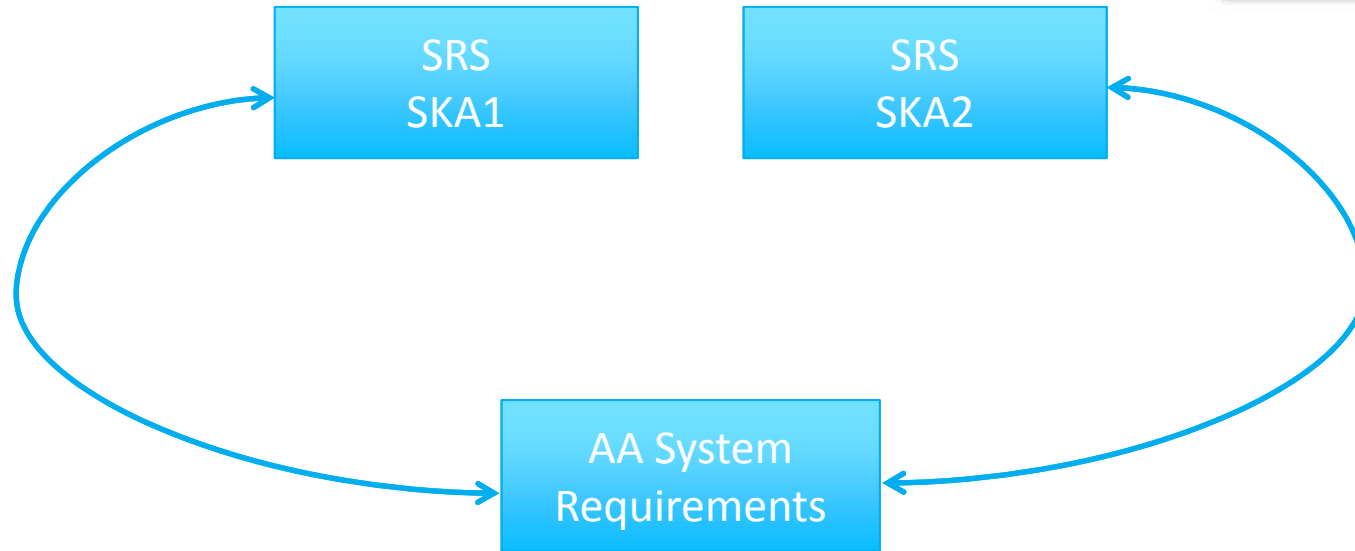 SRS
SKA1
SRS
SKA2
AA System
Requirements